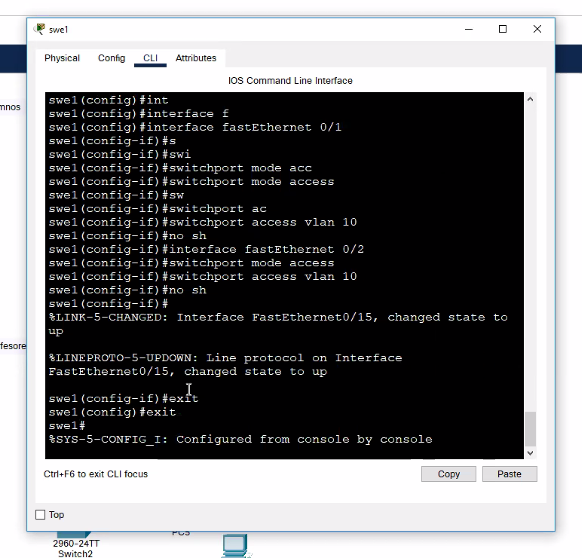 swe1
Physical Config CLI Attributes
IOS Command Line Interface
mnos
swe1(config)#int
swe1(config)#interface f
swe1(config)#interface fastEthernet 0/1
swe1(config-if)#s
swe1(config-if)#swi
swe1(config-if)#switchport mode acc
swe1(config-if)#switchport mode access
swe1(config-if)#sw
swe1(config-if)#switchport ac
swe1(config-if)#switchport access vlan 10
swe1(config-if)#no sh
swe1(config-if)#interface fastEthernet 0/2
swe1(config-if)#switchport mode access
swe1(config-if)#switchport access vlan 10
swe1(config-if)#no sh
swe1(config-if)#
%LINK-5-CHANGED: Interface FastEthernet0/15, changed state to
up
fesore
%LINEPROTO-5-UPDOWN: Line protocol on Interface
FastEthernet0/15, changed state to up
swe1(config-if)#exit
swe1(config)#exit
swe1#
%SYS-5-CONFIG_I: Configured from console by console
Ctrl+F6 to exit CLI focus
Copy Paste
Top
PCs
2960-24TT
Switch2